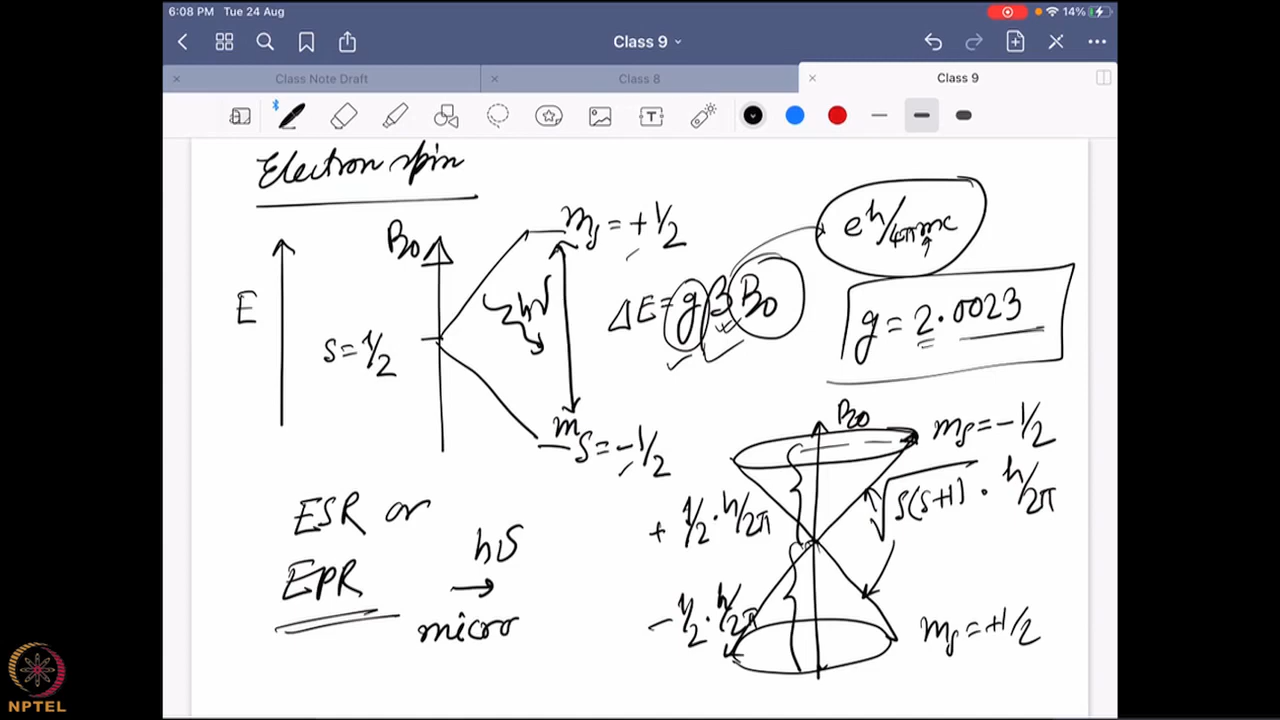 6:08 PM Tue 24 Aug
14%
Class 9
Class Note Draft
Class 8
Class 9
T
Electron spin
B₀
mₛ = +1/2
eh/4πmc
E
hν
ΔE = gβB₀
g = 2.0023
S = 1/2
mₛ = -1/2
B₀
mₛ = -1/2
√S(S+1) · h/2π
+ 1/2 · h/2π
ESR or
EPR
→
micro
- 1/2 · h/2π
mₛ = +1/2
NPTEL